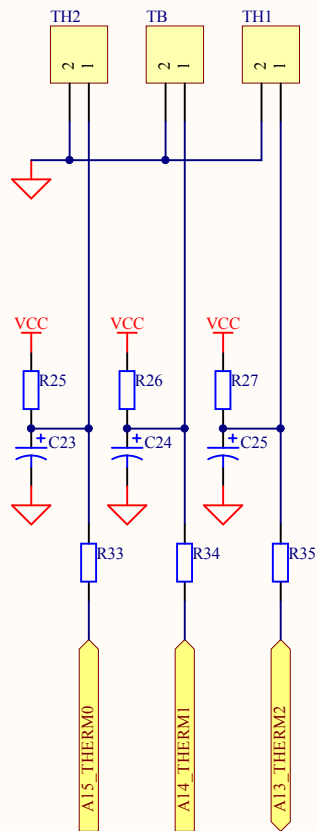 TH2 TB TH1
2 1 2 1 2 1
VCC VCC VCC
R25 R26 R27
+ + +
C23 C24 C25
R33 R34 R35
A15_THERM0 A14_THERM1 A13_THERM2